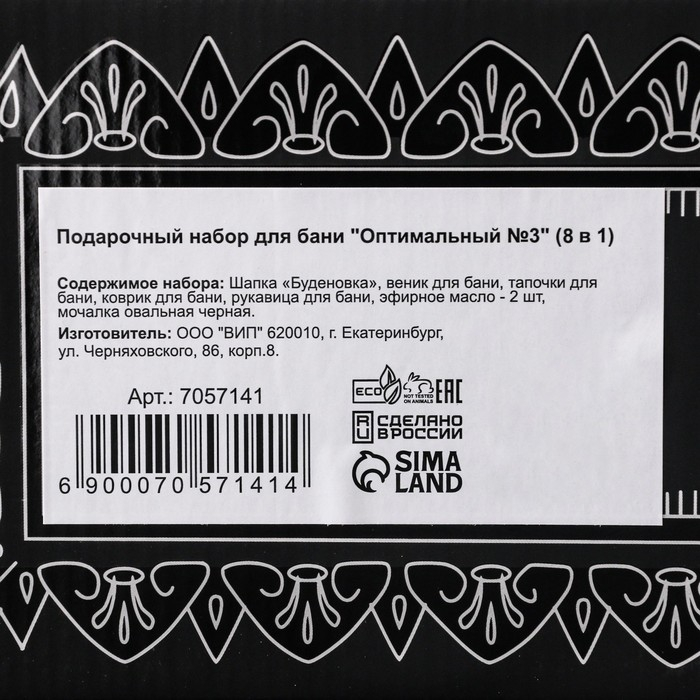 Подарочный набор для бани "Оптимальный №3" (8 в 1)
Содержимое набора: Шапка «Буденовка», веник для бани, тапочки для
бани, коврик для бани, рукавица для бани, эфирное масло - 2 шт,
мочалка овальная черная.
Изготовитель: ООО "ВИП" 620010, г. Екатеринбург,
ул. Черняховского, 86, корп.8.
Арт.: 7057141
6 900070 571414
ECO
NOT TESTED
ON ANIMALS
EAC
RU
СДЕЛАНО
В РОССИИ
SIMA
LAND